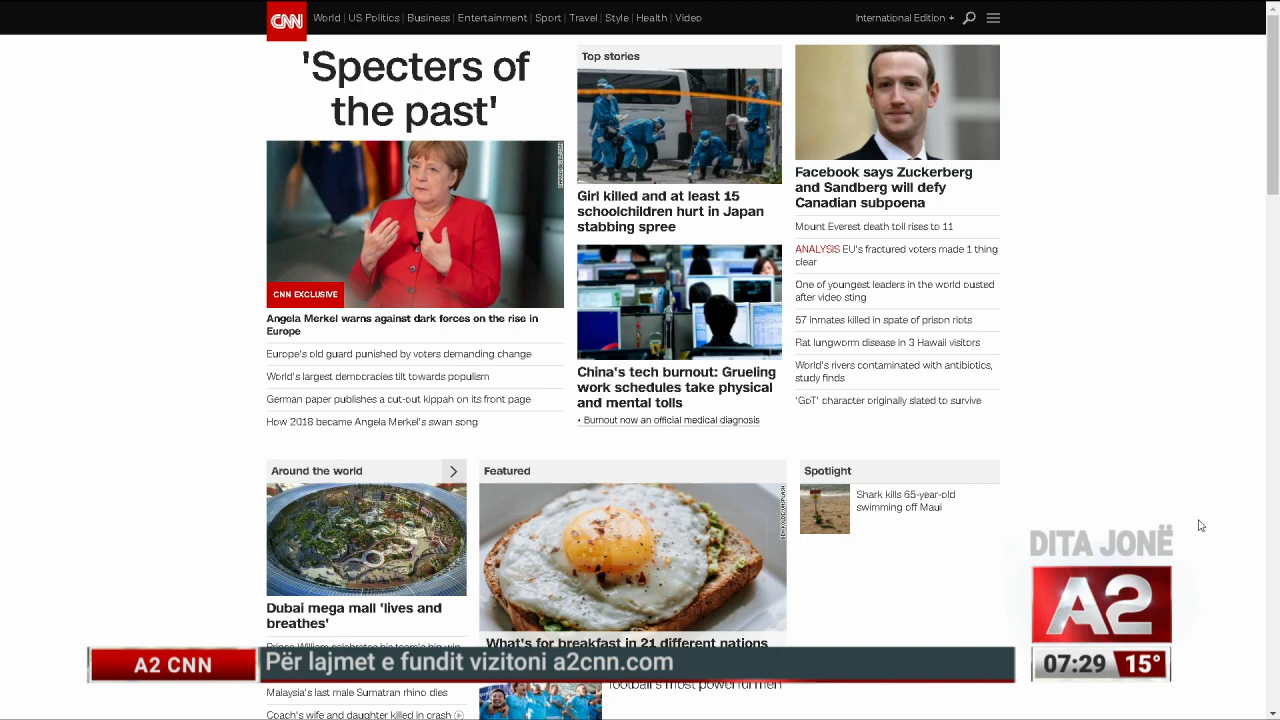 CNN
World | US Politics | Business | Entertainment | Sport | Travel | Style | Health | Video
International Edition +
'Specters of
the past'
CNN EXCLUSIVE
Angela Merkel warns against dark forces on the rise in
Europe
Europe's old guard punished by voters demanding change
World's largest democracies tilt towards populism
German paper publishes a cut-out kippah on its front page
How 2018 became Angela Merkel's swan song
Top stories
Girl killed and at least 15
schoolchildren hurt in Japan
stabbing spree
China's tech burnout: Grueling
work schedules take physical
and mental tolls
• Burnout now an official medical diagnosis
Facebook says Zuckerberg
and Sandberg will defy
Canadian subpoena
Mount Everest death toll rises to 11
ANALYSIS EU's fractured voters made 1 thing
clear
One of youngest leaders in the world ousted
after video sting
57 inmates killed in spate of prison riots
Rat lungworm disease in 3 Hawaii visitors
World's rivers contaminated with antibiotics,
study finds
'GoT' character originally slated to survive
Around the world
Dubai mega mall 'lives and
breathes'
Malaysia's last male Sumatran rhino dies
Coach's wife and daughter killed in crash
Featured
What's for breakfast in 21 different nations
football's most powerful men
Spotlight
Shark kills 65-year-old
swimming off Maui
DITA JONË
A2
07:29 15°
A2 CNN
Për lajmet e fundit vizitoni a2cnn.com